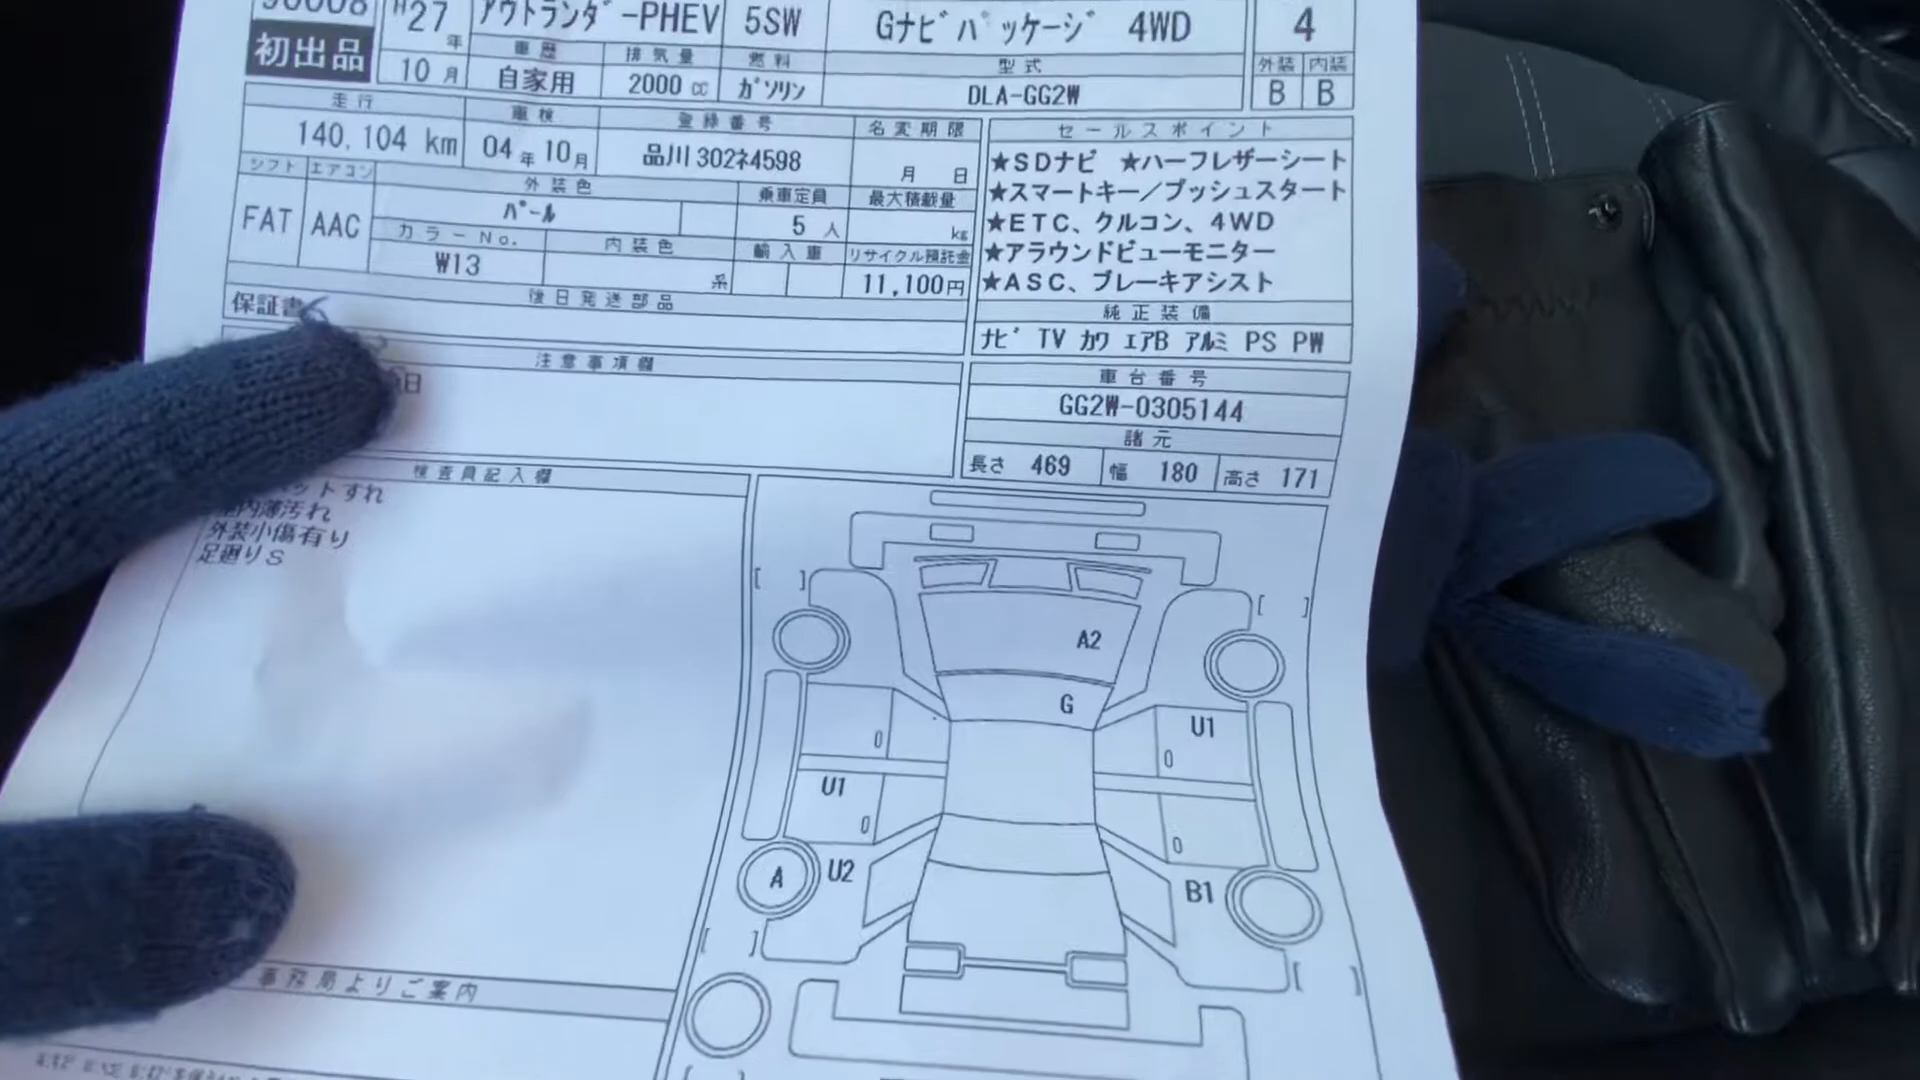 90008 H27年 アウトランダ-PHEV 5SW Gナビパッケージ 4WD 4
初出品 10月 車歴 排気量 燃料 型式 外装 内装
自家用 2000cc ガソリン DLA-GG2W B B
走行 車検 登録番号 名変期限 セールスポイント
140,104 km 04年10月 品川302ネ4598 月 日 ★SDナビ ★ハーフレザーシート
シフト エアコン 外装色 乗車定員 最大積載量 ★スマートキー/プッシュスタート
FAT AAC パール 5人 kg ★ETC、クルコン、4WD
カラーNo. 内装色 輸入車 リサイクル預託金 ★アラウンドビューモニター
W13 系 11,100円 ★ASC、ブレーキアシスト
後日発送部品 純正装備
保証書 ナビ TV カワ エアB アルミ PS PW
注意事項欄 車台番号
日 GG2W-0305144
諸元
長さ 469 幅 180 高さ 171
検査員記入欄
ットすれ
内薄汚れ
外装小傷有り
足廻りS
[ ] [ ]
A2
G
U1
0 0
U1
0 0
A U2 B1
[ ] [ ]
事務局よりご案内